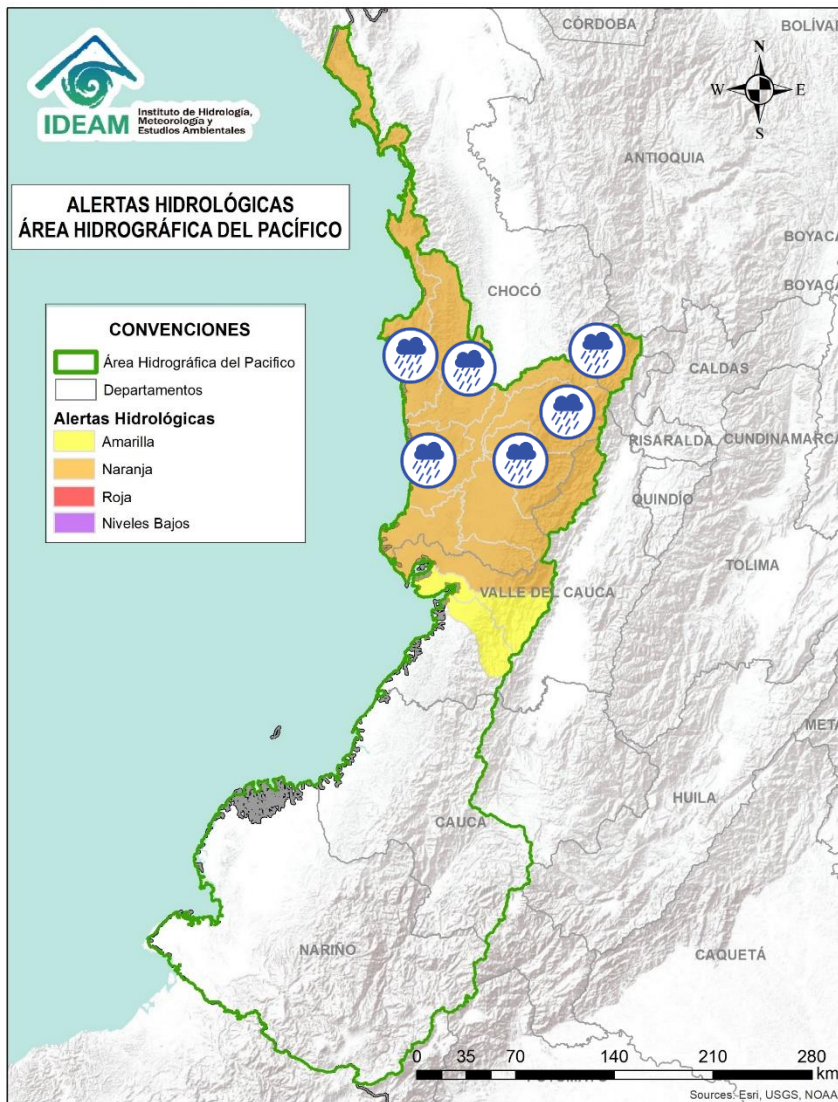 CÓRDOBA
BOLÍVAR
N
W E
S
IDEAM
Instituto de Hidrología,
Meteorología y
Estudios Ambientales
ANTIOQUIA
ALERTAS HIDROLÓGICAS
ÁREA HIDROGRÁFICA DEL PACÍFICO
BOYACÁ
BOYACÁ
CHOCÓ
CONVENCIONES
Área Hidrográfica del Pacifico
Departamentos
Alertas Hidrológicas
Amarilla
Naranja
Roja
Niveles Bajos
CALDAS
RISARALDA
CUNDINAMARCA
QUINDÍO
TOLIMA
VALLE DEL CAUCA
META
HUILA
CAUCA
NARIÑO
CAQUETÁ
0 35 70 140 210 280
km
Sources: Esri, USGS, NOAA